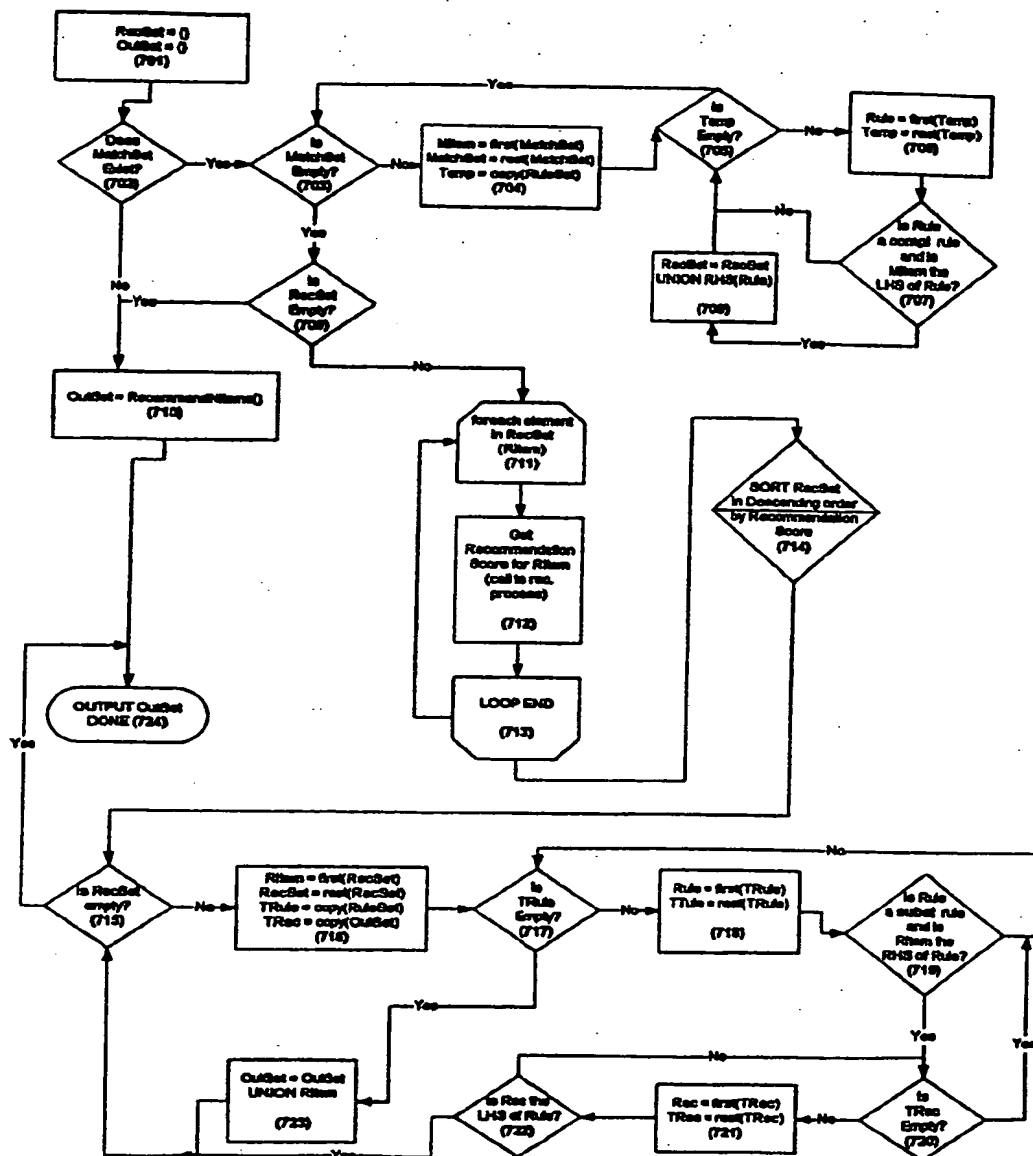 RecSet = {}
OutSet = {}
(701)
Does
MatchSet
Exist?
(702)
Yes
No
Is
MatchSet
Empty?
(703)
Yes
No
MItem = first(MatchSet)
MatchSet = rest(MatchSet)
Temp = copy(RuleSet)
(704)
Is
Temp
Empty?
(705)
Yes
No
Rule = first(Temp)
Temp = rest(Temp)
(706)
Is Rule
a compl. rule
and is
MItem the
LHS of Rule?
(707)
No
Yes
RecSet = RecSet
UNION RHS(Rule)
Is
RecSet
Empty?
(709)
Yes
No
OutSet = RecommendNItems()
(710)
foreach element
in RecSet
(RItem)
(711)
Get
Recommendation
Score for RItem
(call to rec.
process)
(712)
LOOP END
(713)
SORT RecSet
in Descending order
by Recommendation
Score
(714)
OUTPUT OutSet
DONE (724)
Yes
Is RecSet
empty?
(715)
No
RItem = first(RecSet)
RecSet = rest(RecSet)
TRule = copy(RuleSet)
TRec = copy(OutSet)
(716)
Is
TRule
Empty?
(717)
No
Yes
Rule = first(TRule)
TTule = rest(TRule)
(718)
Is Rule
a subst. rule
and is
RItem the
RHS of Rule?
(719)
No
Yes
Is
TRec
Empty?
(720)
Yes
No
Rec = first(TRec)
TRec = rest(TRec)
(721)
Is Rec the
LHS of Rule?
(722)
No
Yes
OutSet = OutSet
UNION RItem
(723)